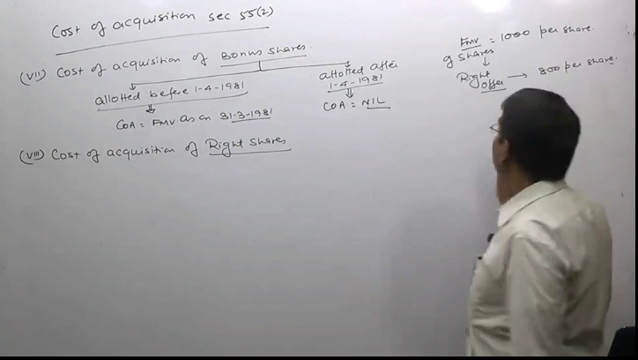 Cost of acquisition sec 55(2)
(VII) Cost of acquisition of Bonus shares.
allotted before 1-4-1981
COA = FMV as on 31-3-1981
allotted after
1-4-1981
COA = NIL
(VIII) Cost of acquisition of Right Shares
FMV = 1000 per share.
g shares
Right
offer → 800 per share.